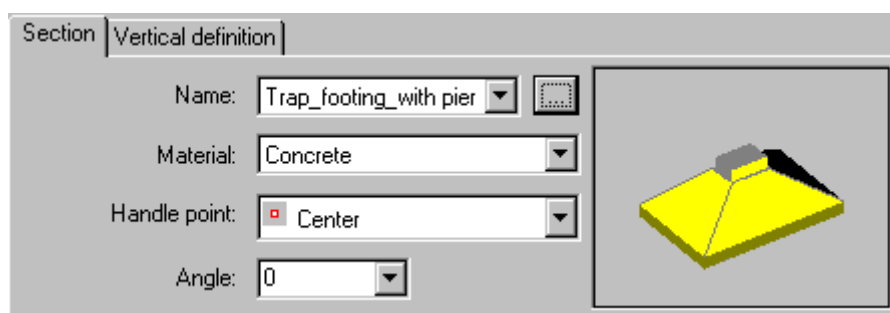 Section Vertical definition
Name: Trap_footing_with pier ...
Material: Concrete
Handle point: Center
Angle: 0